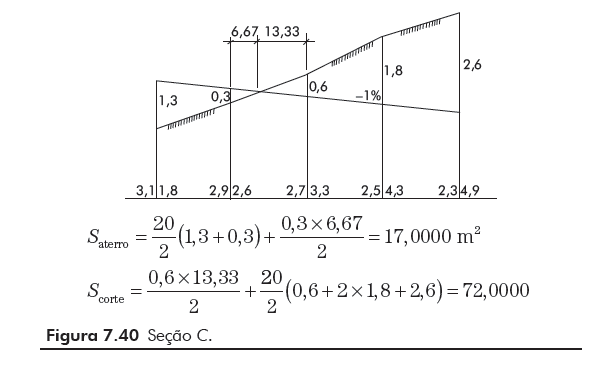 6,67 13,33
2,6
1,8
0,6
1,3
0,3
–1%
3,1 1,8 2,9 2,6 2,7 3,3 2,5 4,3 2,3 4,9
S_aterro = 20/2 (1,3 + 0,3) + 0,3 × 6,67/2 = 17,0000 m²
S_corte = 0,6 × 13,33/2 + 20/2 (0,6 + 2 × 1,8 + 2,6) = 72,0000
Figura 7.40 Seção C.